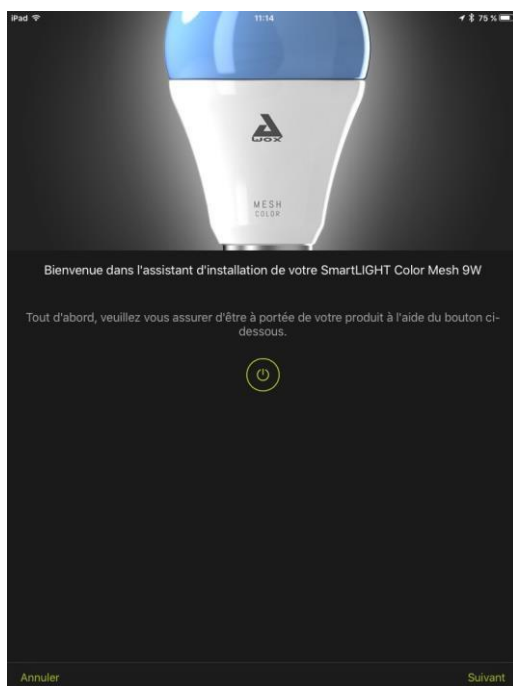 iPad 11:14 75 %
AwoX
MESH
COLOR
Bienvenue dans l'assistant d'installation de votre SmartLIGHT Color Mesh 9W
Tout d'abord, veuillez vous assurer d'être à portée de votre produit à l'aide du bouton ci-
dessous.
Annuler Suivant